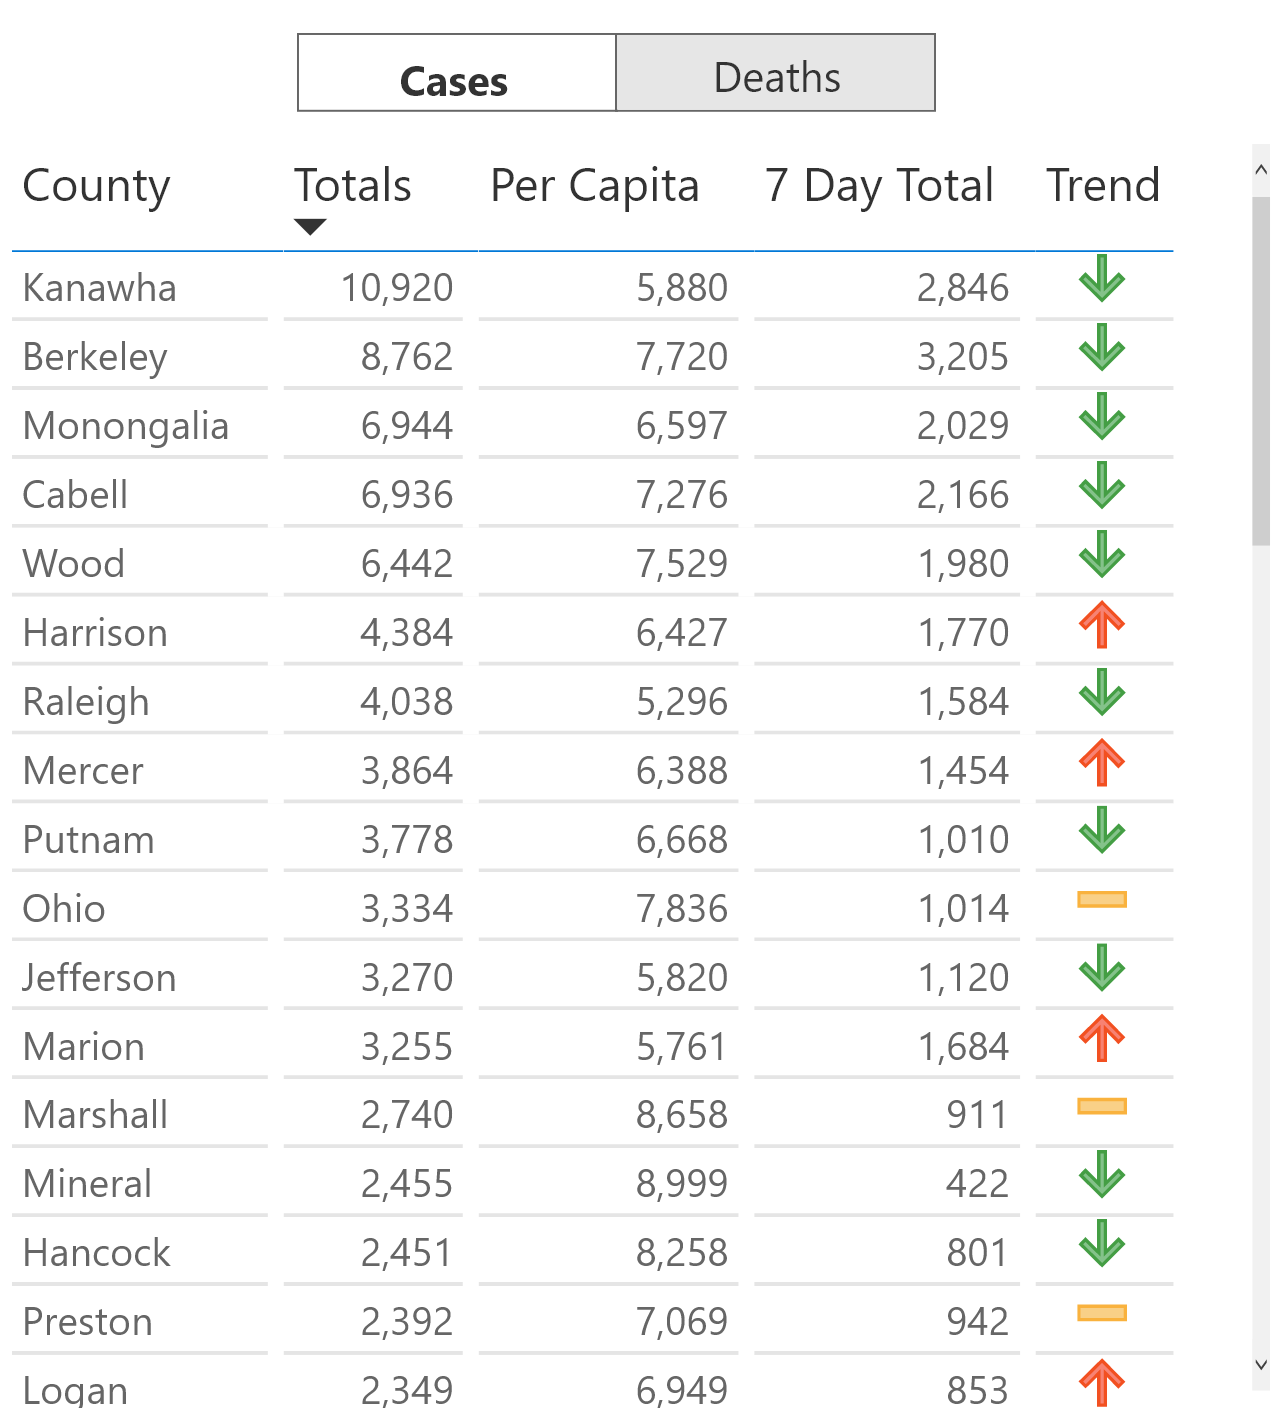 Cases Deaths
County Totals Per Capita 7 Day Total Trend
Kanawha 10,920 5,880 2,846
Berkeley 8,762 7,720 3,205
Monongalia 6,944 6,597 2,029
Cabell 6,936 7,276 2,166
Wood 6,442 7,529 1,980
Harrison 4,384 6,427 1,770
Raleigh 4,038 5,296 1,584
Mercer 3,864 6,388 1,454
Putnam 3,778 6,668 1,010
Ohio 3,334 7,836 1,014
Jefferson 3,270 5,820 1,120
Marion 3,255 5,761 1,684
Marshall 2,740 8,658 911
Mineral 2,455 8,999 422
Hancock 2,451 8,258 801
Preston 2,392 7,069 942
Logan 2,349 6,949 853